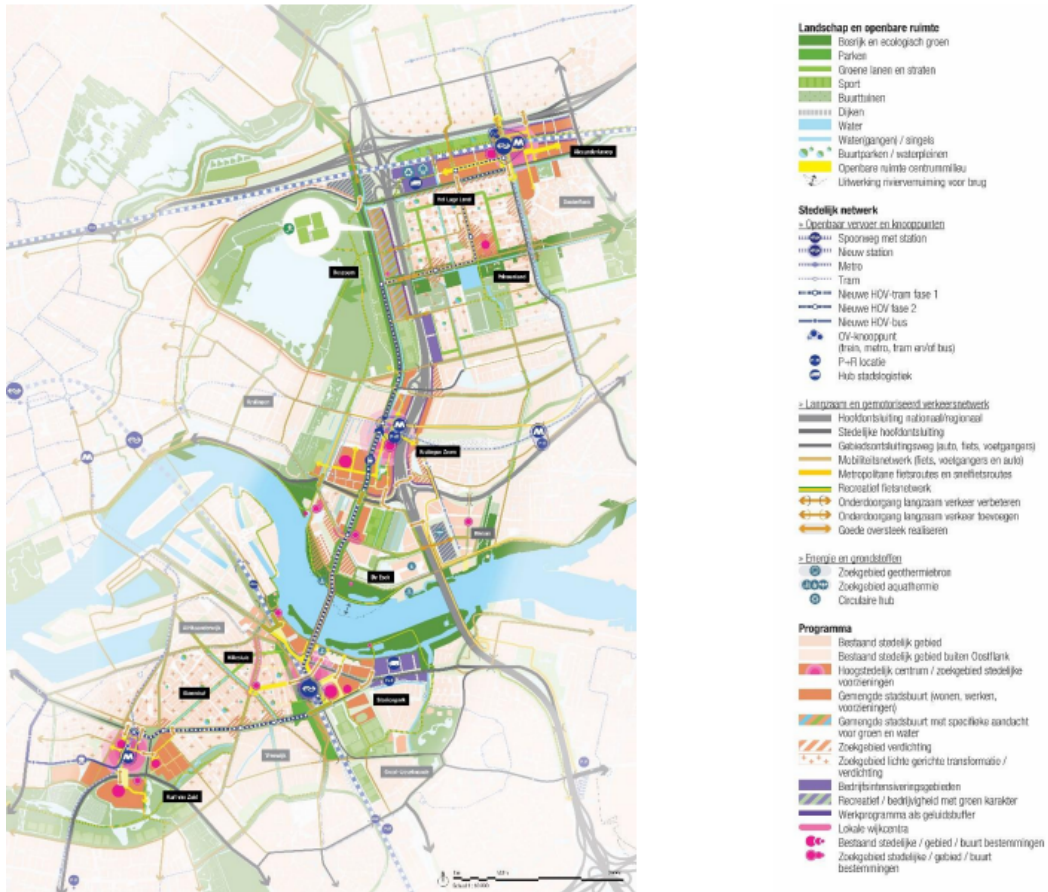 Alexanderknoop
Het Lage Land
Oosterflank
Prinsenland
Kralingen
Kralingse Zoom
De Esch
Hillesluis
Stadionpark
Hart van Zuid
Landschap en openbare ruimte
Bosrijk en ecologisch groen
Parken
Groene lanen en straten
Sport
Buurttuinen
Dijken
Water
Water(gangen) / singels
Buurtparken / waterpleinen
Openbare ruimte centrummilieu
Uitwerking rivierverruiming voor brug
Stedelijk netwerk
» Openbaar vervoer en knooppunten
Spoorweg met station
Nieuw station
Metro
Tram
Nieuwe HOV-tram fase 1
Nieuwe HOV fase 2
Nieuwe HOV-bus
OV-knooppunt
(trein, metro, tram en/of bus)
P+R locatie
Hub stadslogistiek
» Langzaam en gemotoriseerd verkeersnetwerk
Hoofdontsluiting nationaal/regionaal
Stedelijke hoofdontsluiting
Gebiedsontsluitingsweg (auto, fiets, voetgangers)
Mobiliteitsnetwerk (fiets, voetgangers en auto)
Metropolitane fietsroutes en snelfietsroutes
Recreatief fietsnetwerk
Onderdoorgang langzaam verkeer verbeteren
Onderdoorgang langzaam verkeer toevoegen
Goede oversteek realiseren
» Energie en grondstoffen
Zoekgebied geothermiebron
Zoekgebied aquathermie
Circulaire hub
Programma
Bestaand stedelijk gebied
Bestaand stedelijk gebied buiten Oostflank
Hoogstedelijk centrum / zoekgebied stedelijke
voorzieningen
Gemengde stadsbuurt (wonen, werken,
voorzieningen)
Gemengde stadsbuurt met specifieke aandacht
voor groen en water
Zoekgebied verdichting
Zoekgebied lichte gerichte transformatie /
verdichting
Bedrijfsintensiveringsgebieden
Recreatief / bedrijvigheid met groen karakter
Werkprogramma als geluidsbuffer
Lokale wijkcentra
Bestaand stedelijke / gebied / buurt bestemmingen
Zoekgebied stedelijke / gebied / buurt
bestemmingen